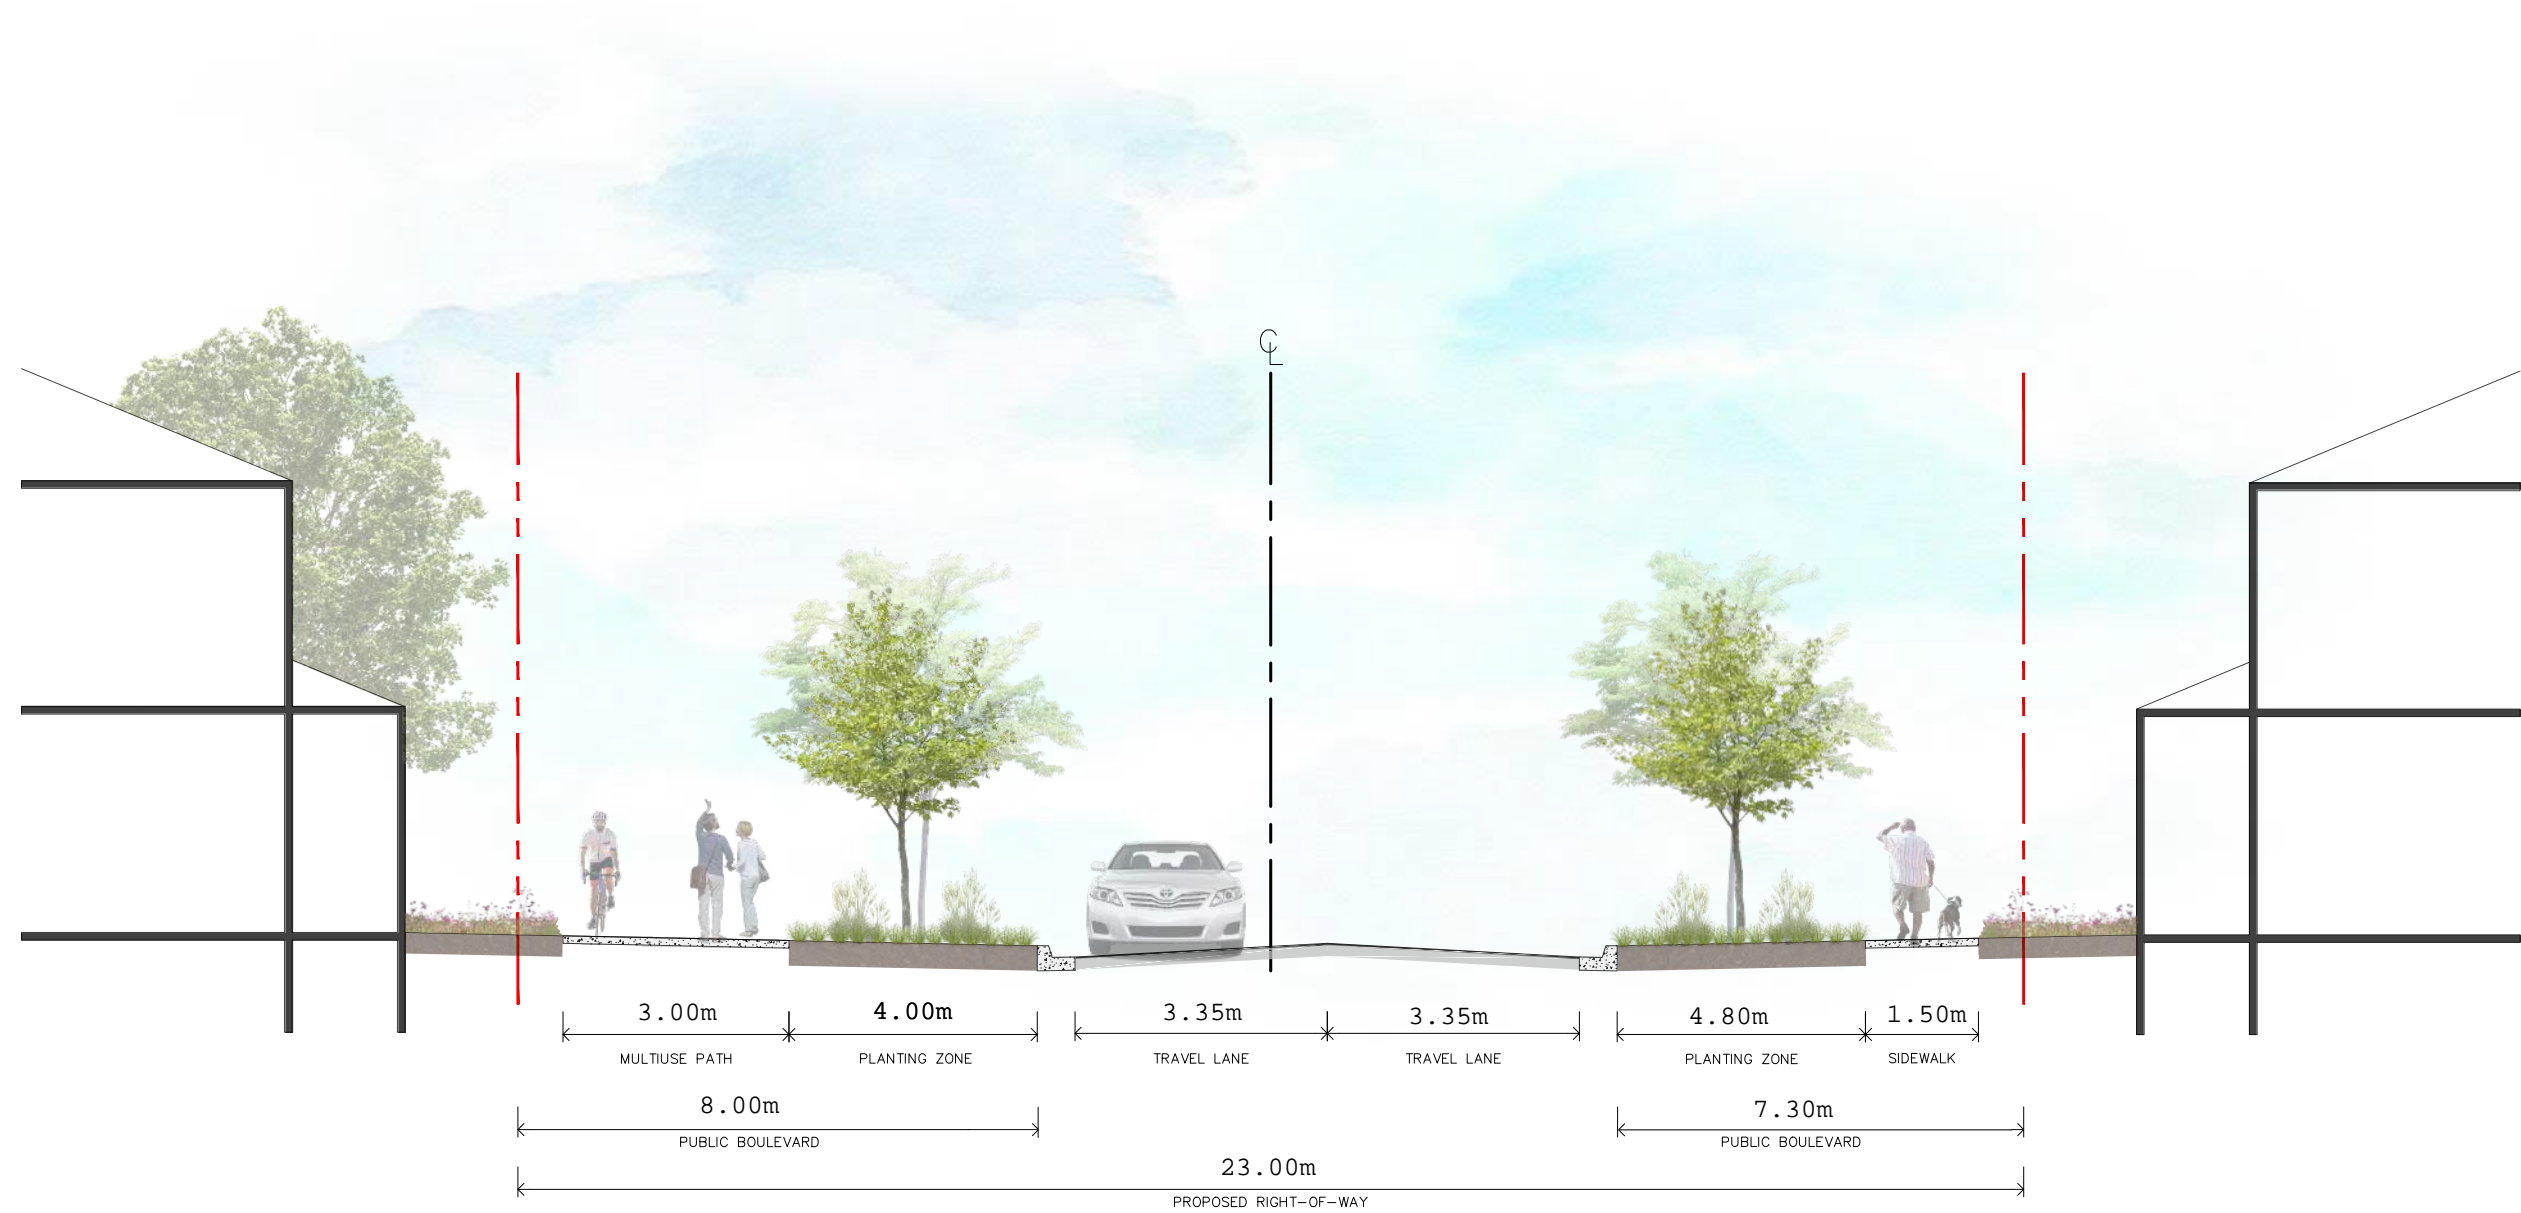 CL
3.00m
4.00m
3.35m
3.35m
4.80m
1.50m
MULTIUSE PATH
PLANTING ZONE
TRAVEL LANE
TRAVEL LANE
PLANTING ZONE
SIDEWALK
8.00m
7.30m
PUBLIC BOULEVARD
PUBLIC BOULEVARD
23.00m
PROPOSED RIGHT-OF-WAY